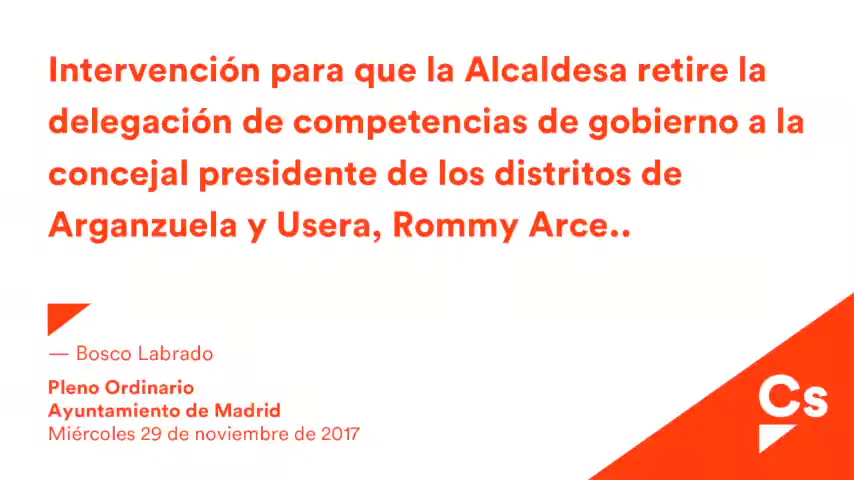 Intervención para que la Alcaldesa retire la
delegación de competencias de gobierno a la
concejal presidente de los distritos de
Arganzuela y Usera, Rommy Arce..
— Bosco Labrado
Pleno Ordinario
Ayuntamiento de Madrid
Miércoles 29 de noviembre de 2017
Cs